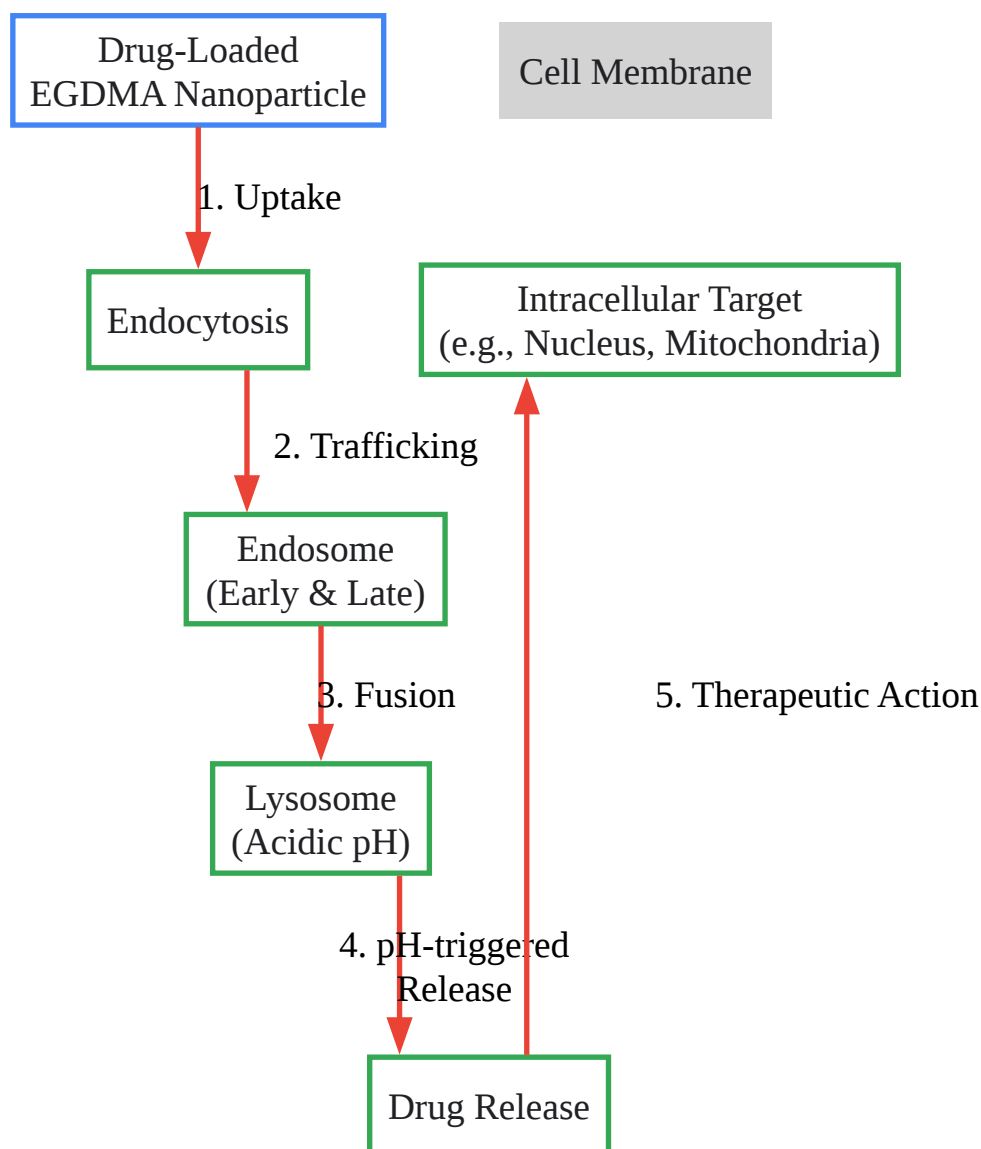 Drug-Loaded
EGDMA Nanoparticle
Cell Membrane
1. Uptake
Endocytosis
Intracellular Target
(e.g., Nucleus, Mitochondria)
2. Trafficking
Endosome
(Early & Late)
3. Fusion
5. Therapeutic Action
Lysosome
(Acidic pH)
4. pH-triggered
Release
Drug Release